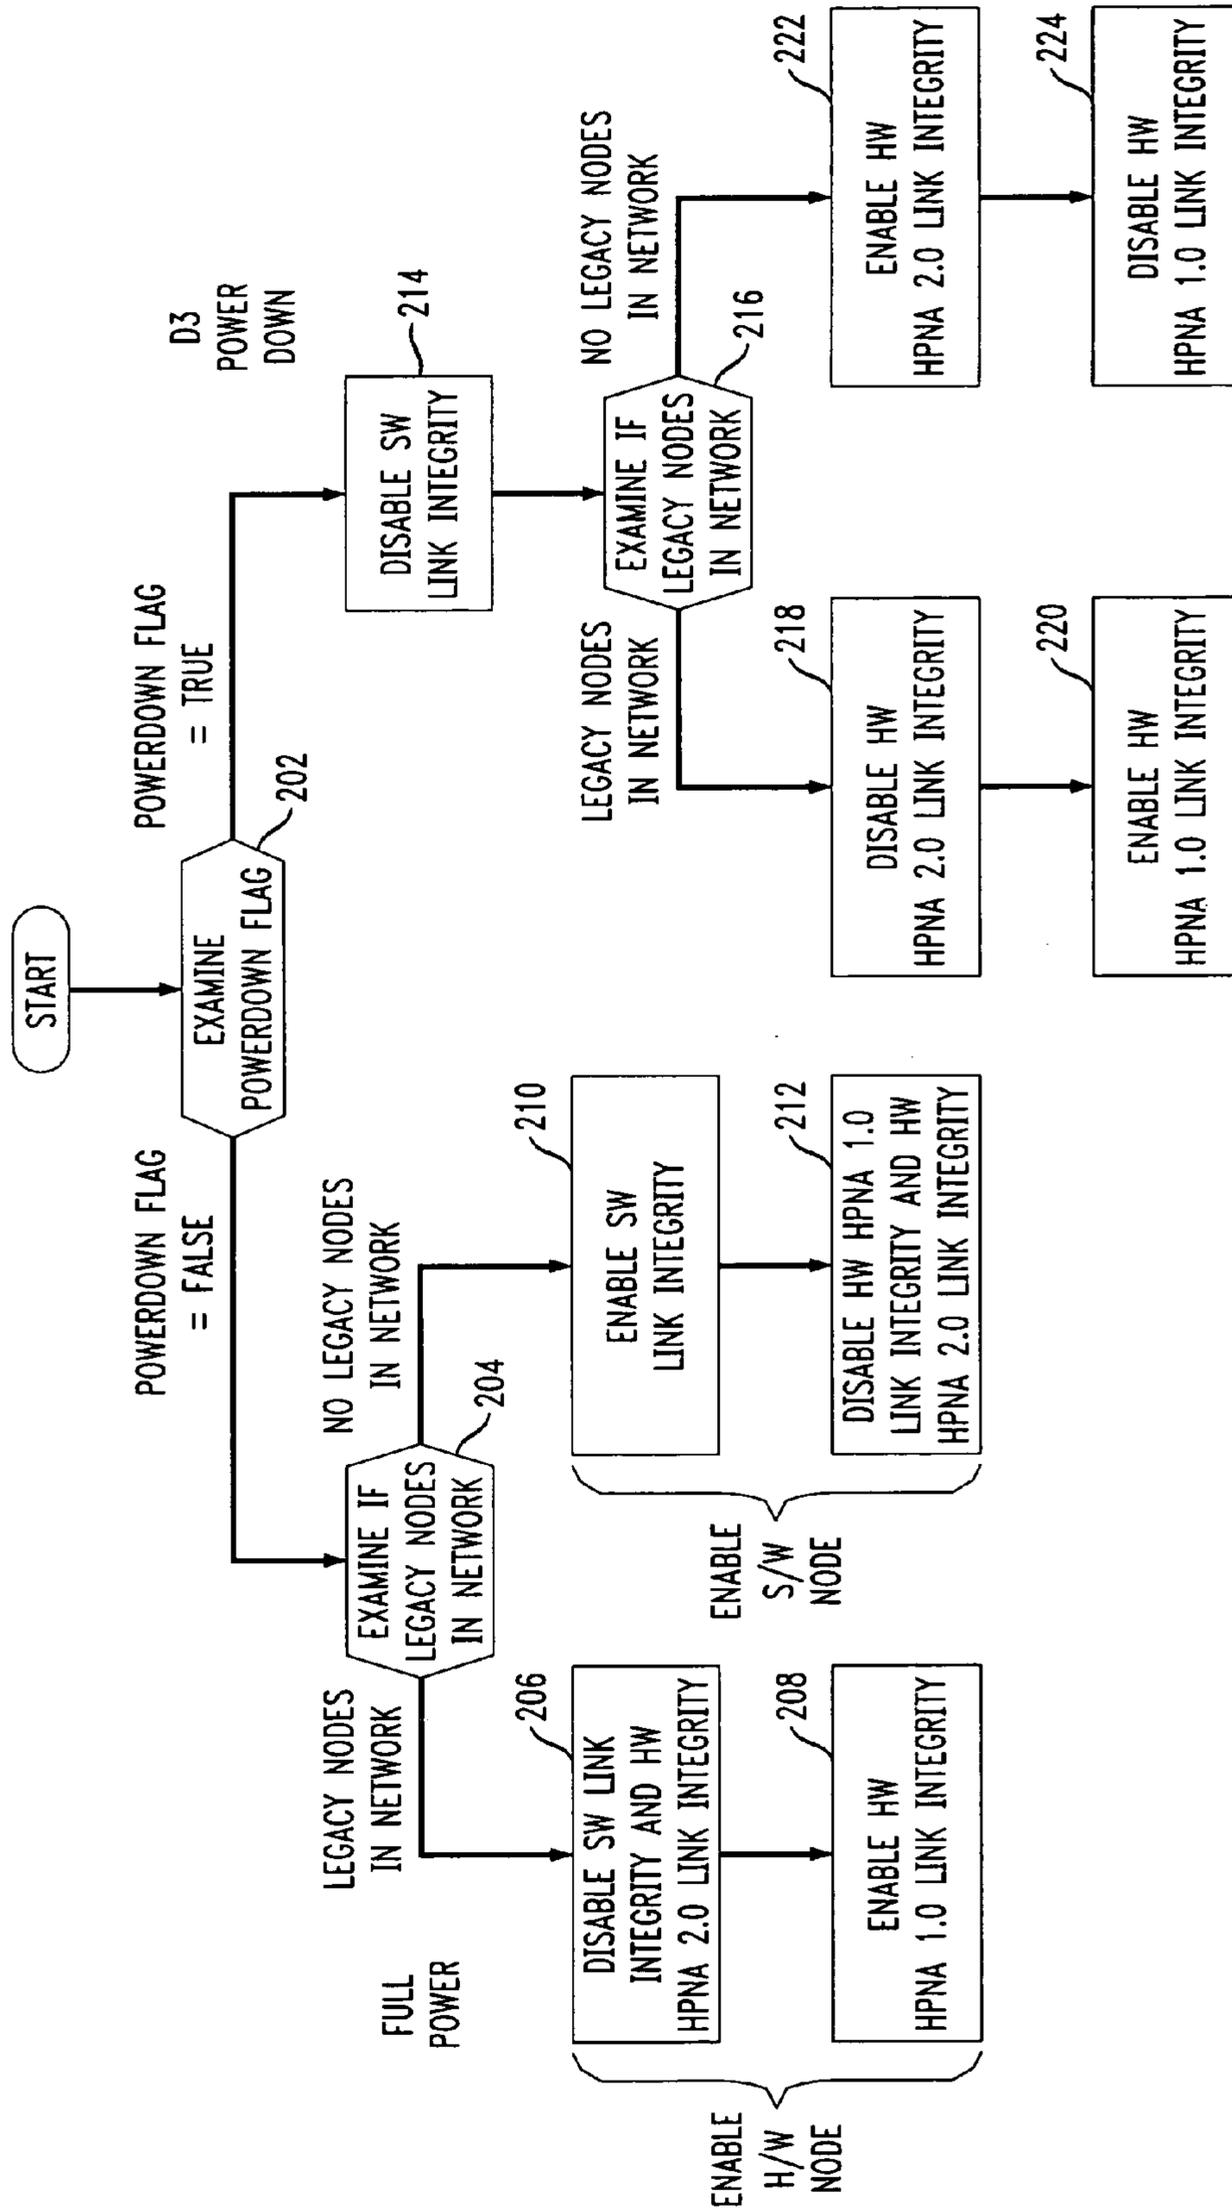 START
EXAMINE
POWERDOWN FLAG
202
POWERDOWN FLAG
= FALSE
POWERDOWN FLAG
= TRUE
FULL
POWER
EXAMINE IF
LEGACY NODES
IN NETWORK
204
LEGACY NODES
IN NETWORK
NO LEGACY NODES
IN NETWORK
DISABLE SW LINK
INTEGRITY AND HW
HPNA 2.0 LINK INTEGRITY
206
ENABLE HW
HPNA 1.0 LINK INTEGRITY
208
ENABLE
H/W
NODE
ENABLE SW
LINK INTEGRITY
210
DISABLE HW HPNA 1.0
LINK INTEGRITY AND HW
HPNA 2.0 LINK INTEGRITY
212
ENABLE
S/W
NODE
D3
POWER
DOWN
DISABLE SW
LINK INTEGRITY
214
EXAMINE IF
LEGACY NODES
IN NETWORK
216
LEGACY NODES
IN NETWORK
NO LEGACY NODES
IN NETWORK
DISABLE HW
HPNA 2.0 LINK INTEGRITY
218
ENABLE HW
HPNA 1.0 LINK INTEGRITY
220
ENABLE HW
HPNA 2.0 LINK INTEGRITY
222
DISABLE HW
HPNA 1.0 LINK INTEGRITY
224